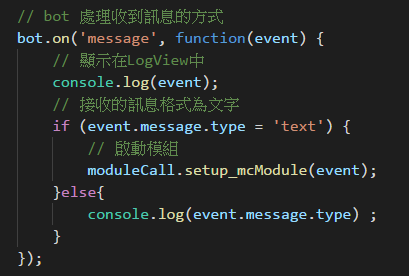 // bot 處理收到訊息的方式
bot.on('message', function(event) {
    // 顯示在LogView中
    console.log(event);
    // 接收的訊息格式為文字
    if (event.message.type = 'text') {
        // 啟動模組
        moduleCall.setup_mcModule(event);
    }else{
        console.log(event.message.type) ;
    }
});